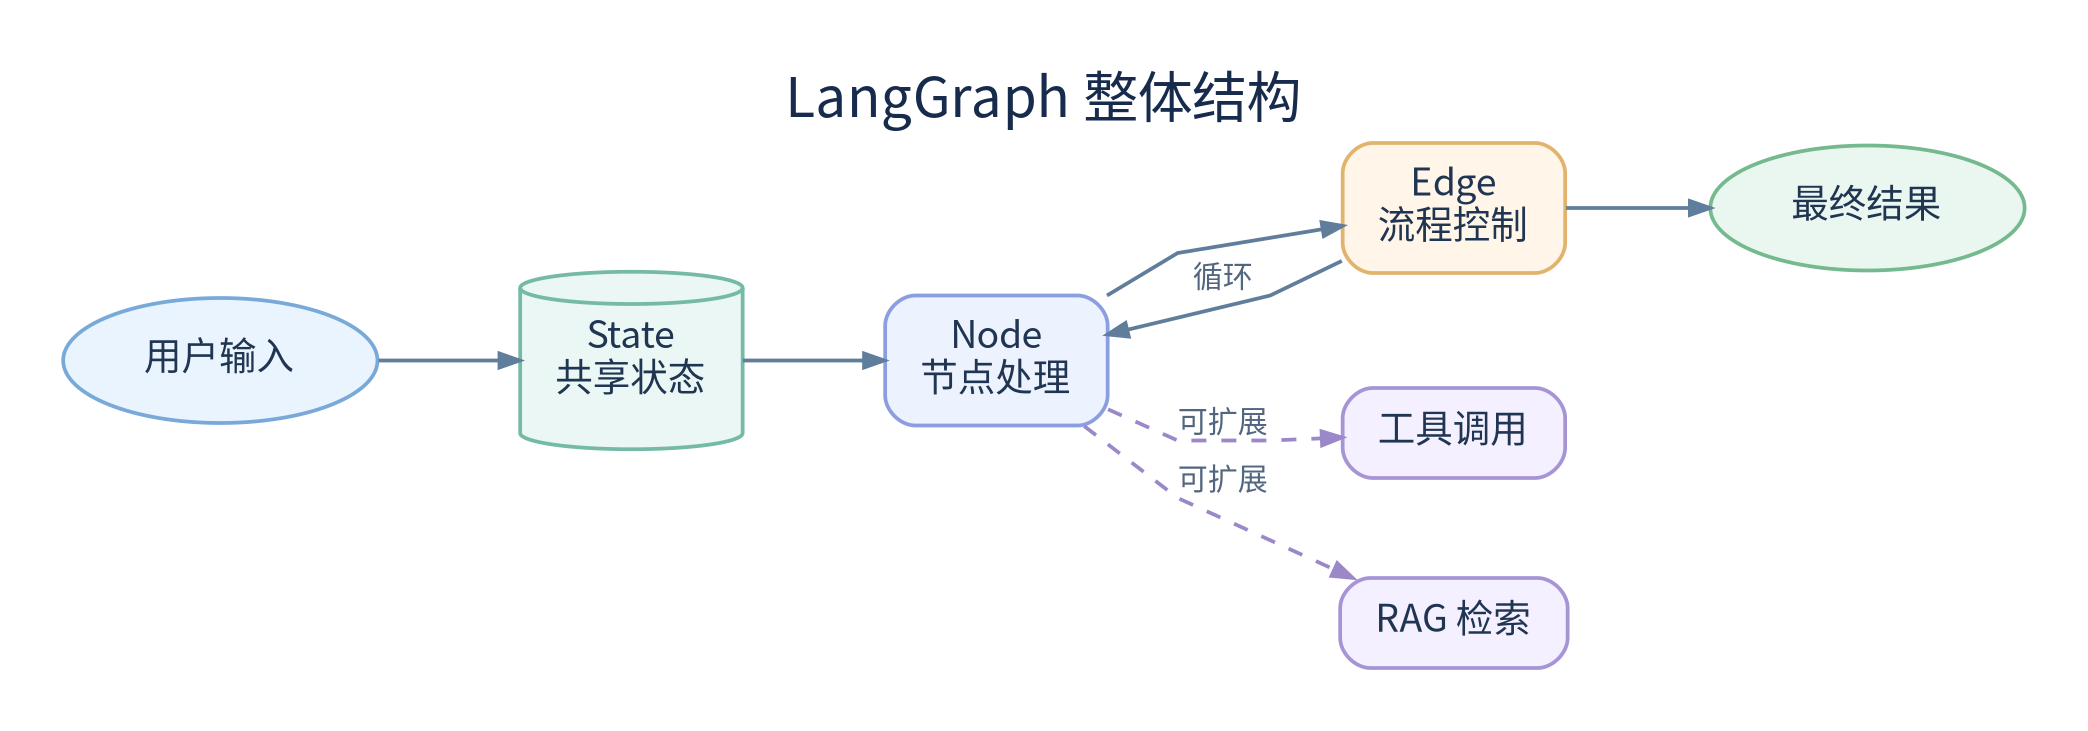 LangGraph 整体结构
用户输入
State
共享状态
Node
节点处理
循环
Edge
流程控制
最终结果
可扩展
工具调用
可扩展
RAG 检索